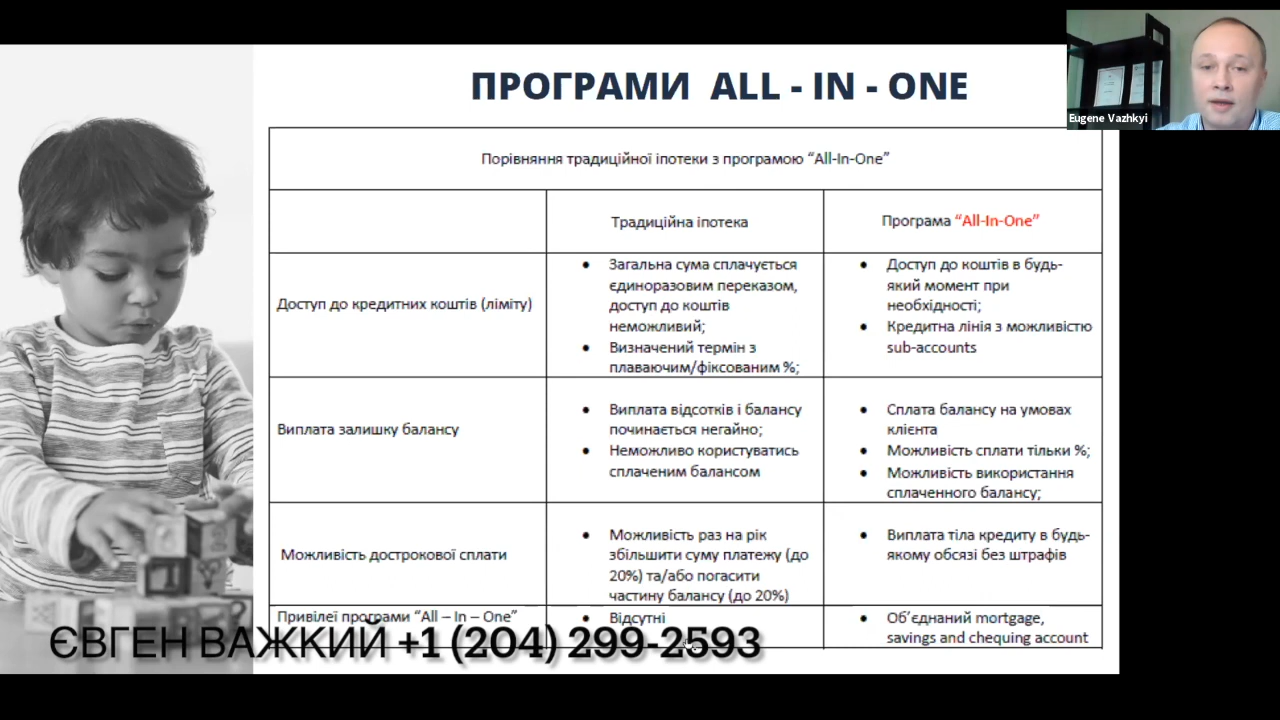 ПРОГРАМИ ALL - IN - ONE
Eugene Vazhkyi
Порівняння традиційної іпотеки з програмою “All-In-One”
Традиційна іпотека
Програма “All-In-One”
Доступ до кредитних коштів (ліміту)
• Загальна сума сплачується
єдиноразовим переказом,
доступ до коштів
неможливий;
• Визначений термін з
плаваючим/фіксованим %;
• Доступ до коштів в будь-
який момент при
необхідності;
• Кредитна лінія з можливістю
sub-accounts
Виплата залишку балансу
• Виплата відсотків і балансу
починається негайно;
• Неможливо користуватись
сплаченим балансом
• Сплата балансу на умовах
клієнта
• Можливість сплати тільки %;
• Можливість використання
сплаченного балансу;
Можливість дострокової сплати
• Можливість раз на рік
збільшити суму платежу (до
20%) та/або погасити
частину балансу (до 20%)
• Виплата тіла кредиту в будь-
якому обсязі без штрафів
Привілеї програми “All – In – One”
• Відсутні
• Об’єднаний mortgage,
savings and chequing account
ЄВГЕН ВАЖКИЙ +1 (204) 299-2593